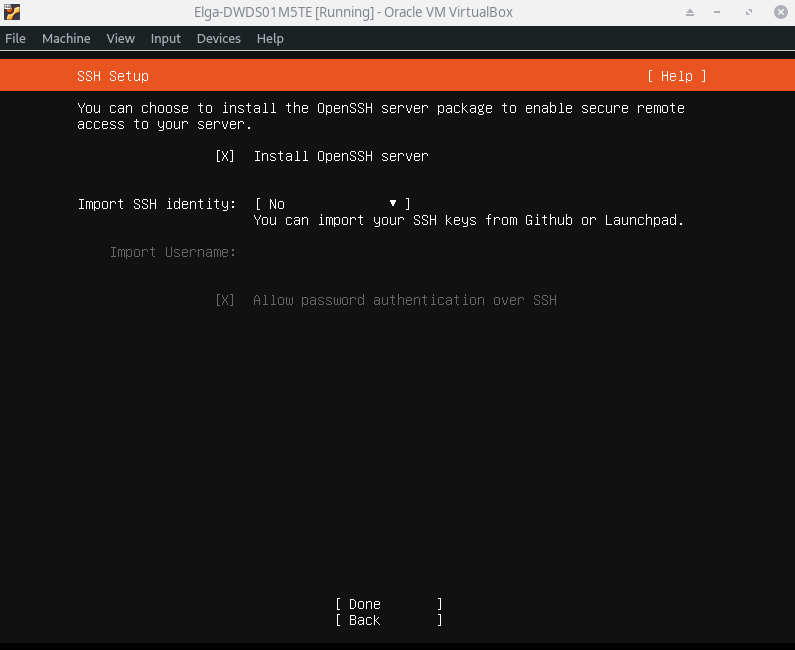 Elga-DWDS01M5TE [Running] - Oracle VM VirtualBox
File Machine View Input Devices Help
SSH Setup [ Help ]
You can choose to install the OpenSSH server package to enable secure remote
access to your server.
[X] Install OpenSSH server
Import SSH identity: [ No ▾ ]
You can import your SSH keys from Github or Launchpad.
Import Username:
[X] Allow password authentication over SSH
[ Done ]
[ Back ]